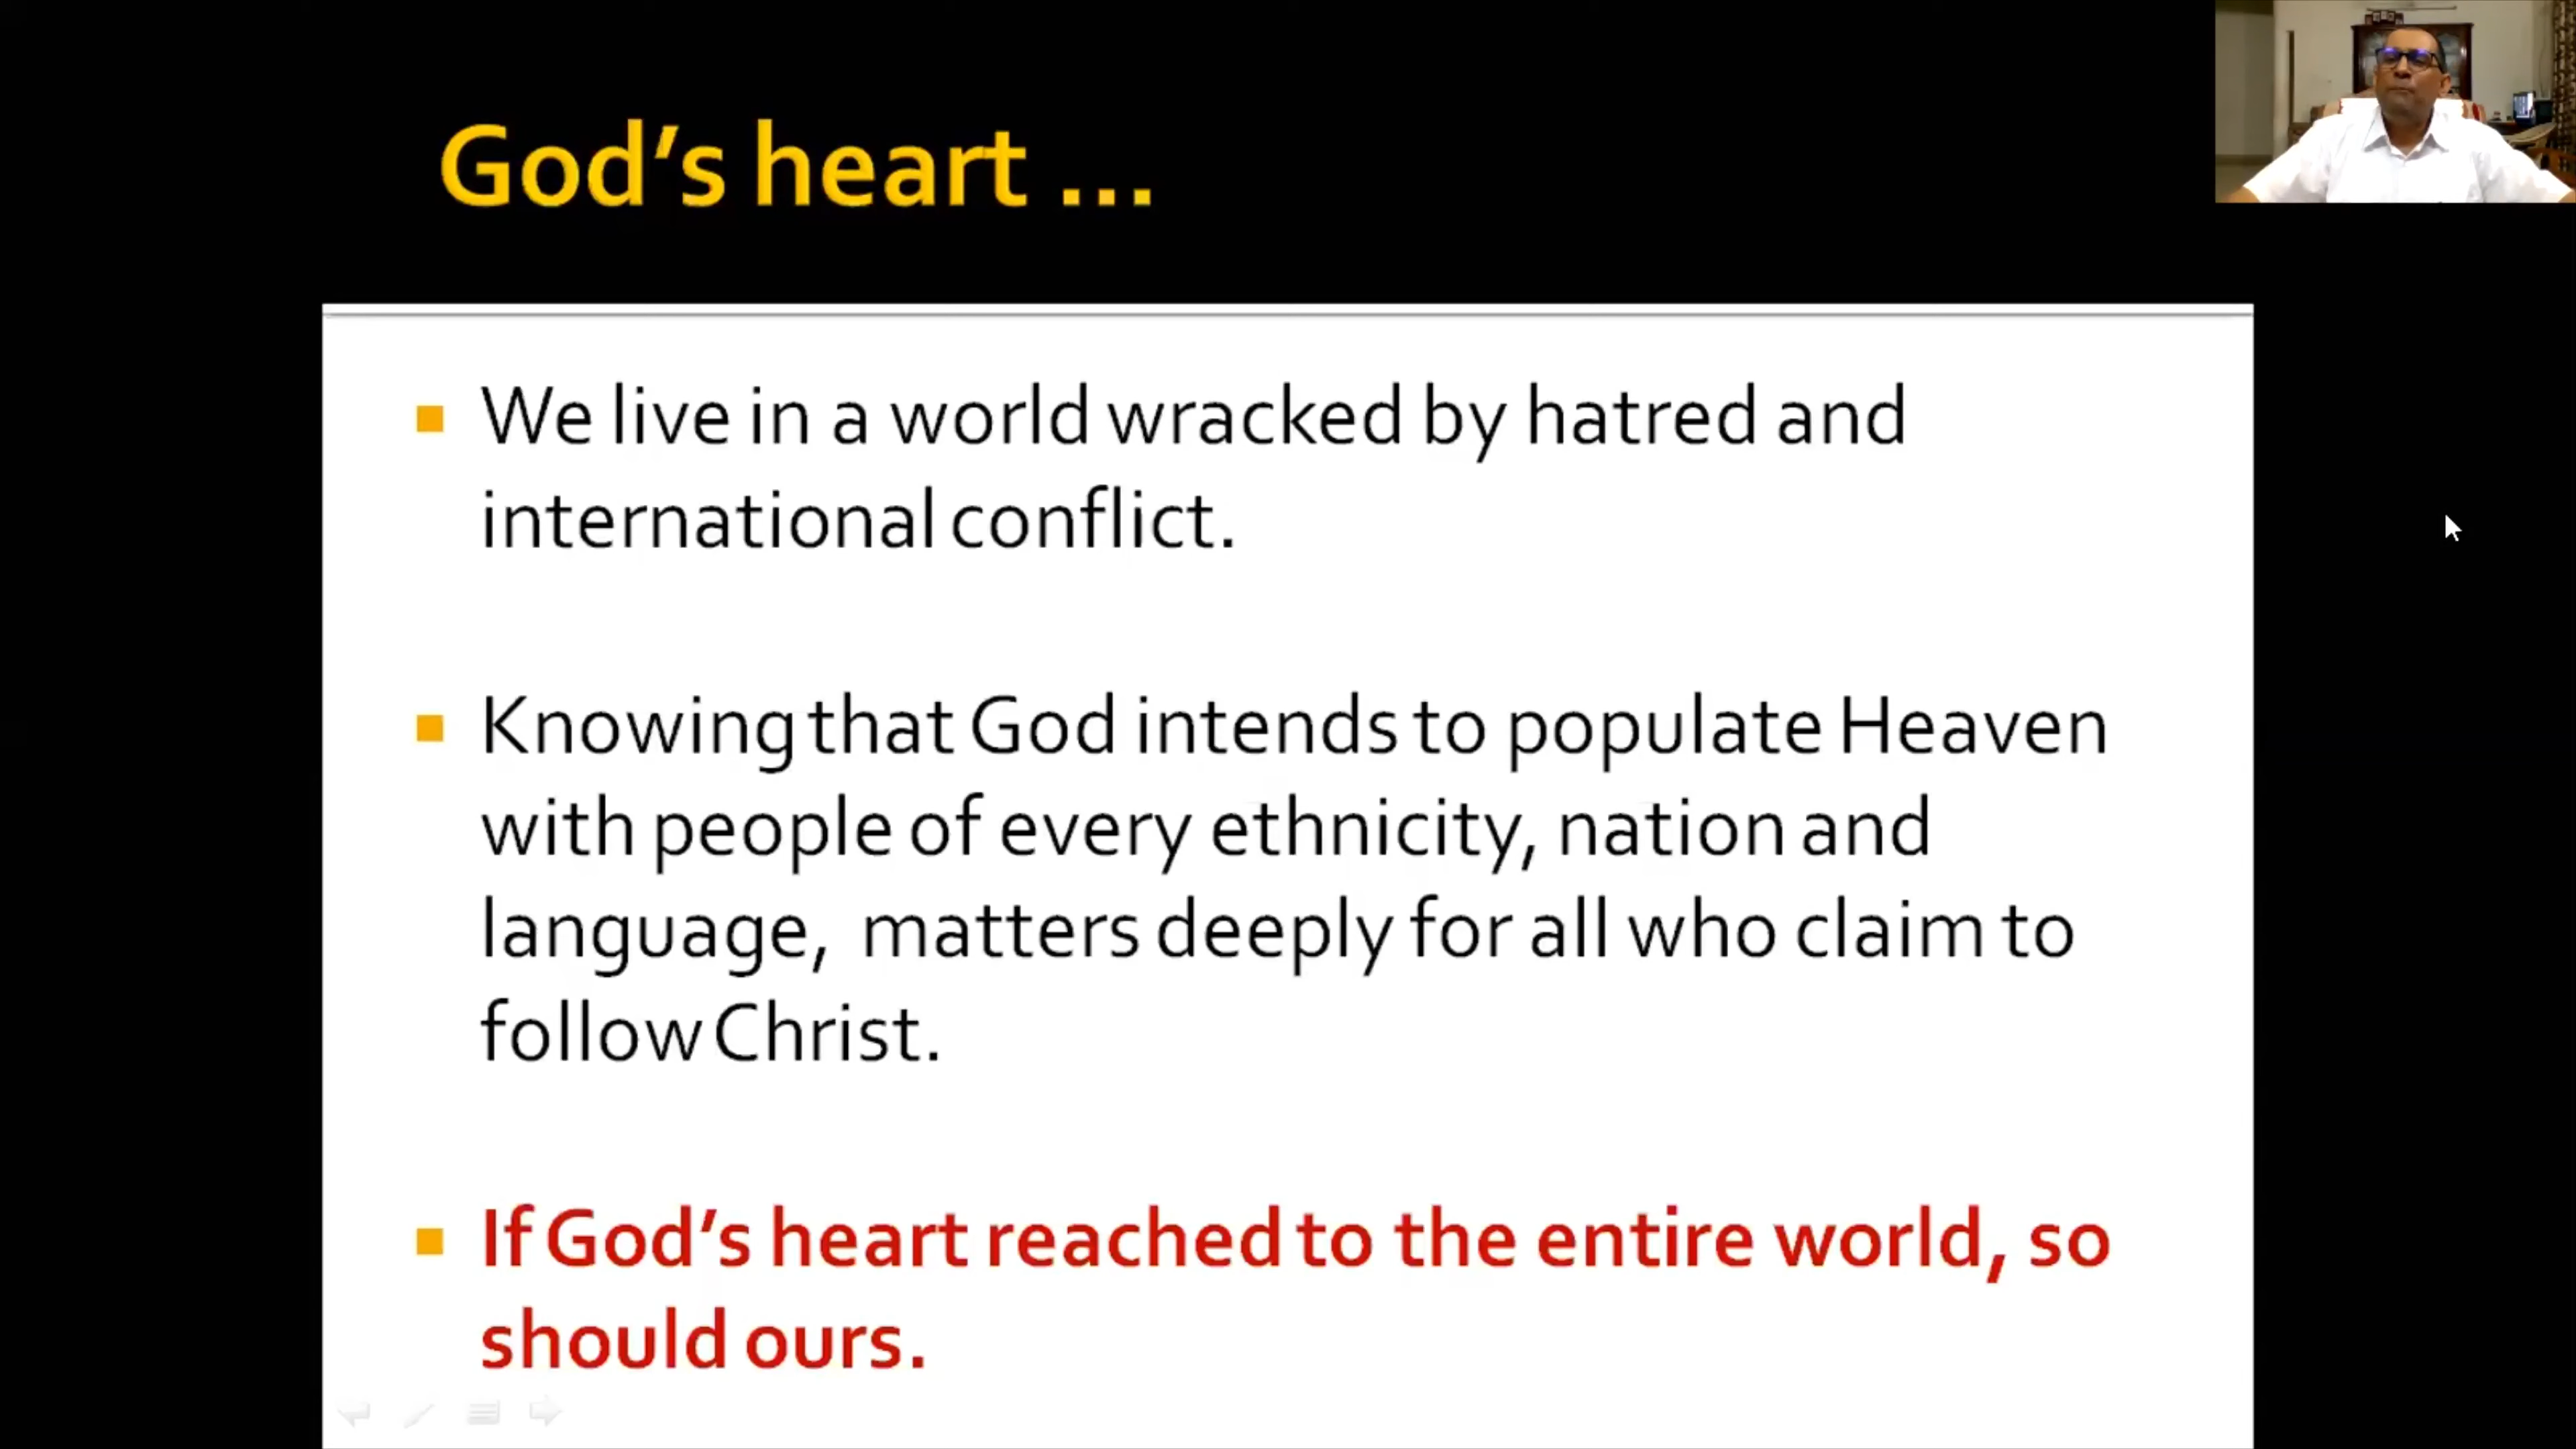 God’s heart ...
We live in a world wracked by hatred and
international conflict.
Knowing that God intends to populate Heaven
with people of every ethnicity, nation and
language, matters deeply for all who claim to
follow Christ.
If God’s heart reached to the entire world, so
should ours.